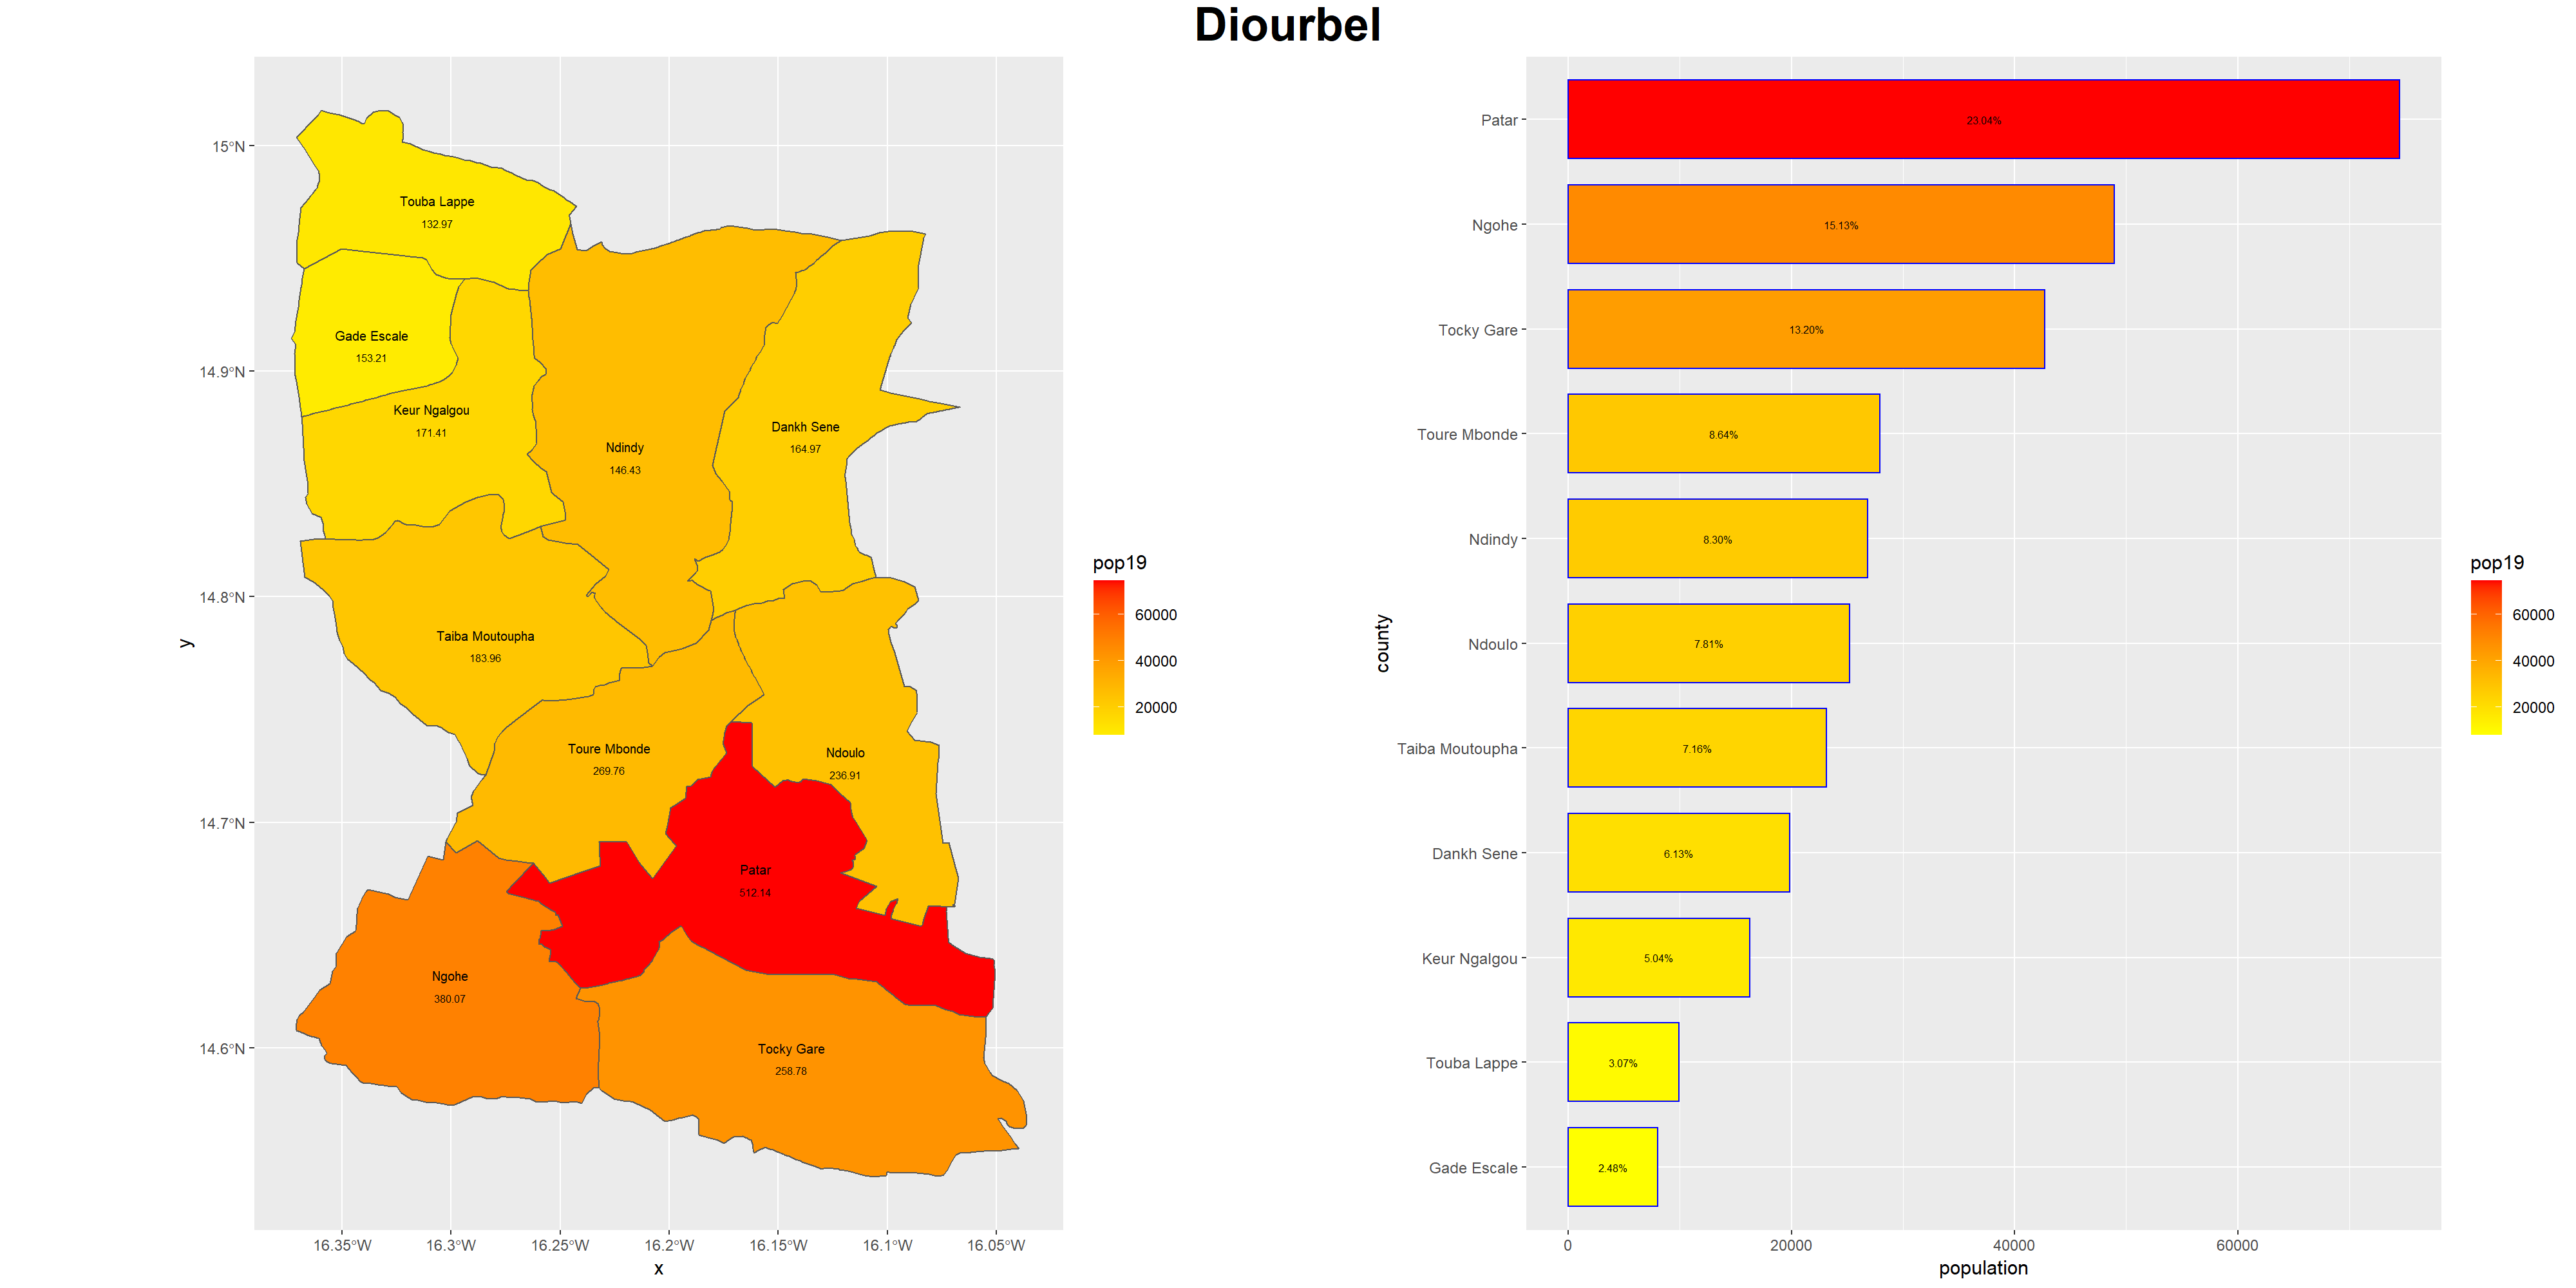 Diourbel
y
15°N
14.9°N
14.8°N
14.7°N
14.6°N
Touba Lappe
132.97
Gade Escale
153.21
Keur Ngalgou
171.41
Ndindy
146.43
Dankh Sene
164.97
Taiba Moutoupha
183.96
Toure Mbonde
269.76
Ndoulo
236.91
Patar
512.14
Ngohe
380.07
Tocky Gare
258.78
16.35°W 16.3°W 16.25°W 16.2°W 16.15°W 16.1°W 16.05°W
x
pop19
60000
40000
20000
county
Patar 23.04%
Ngohe 15.13%
Tocky Gare 13.20%
Toure Mbonde 8.64%
Ndindy 8.30%
Ndoulo 7.81%
Taiba Moutoupha 7.16%
Dankh Sene 6.13%
Keur Ngalgou 5.04%
Touba Lappe 3.07%
Gade Escale 2.48%
0 20000 40000 60000
population
pop19
60000
40000
20000